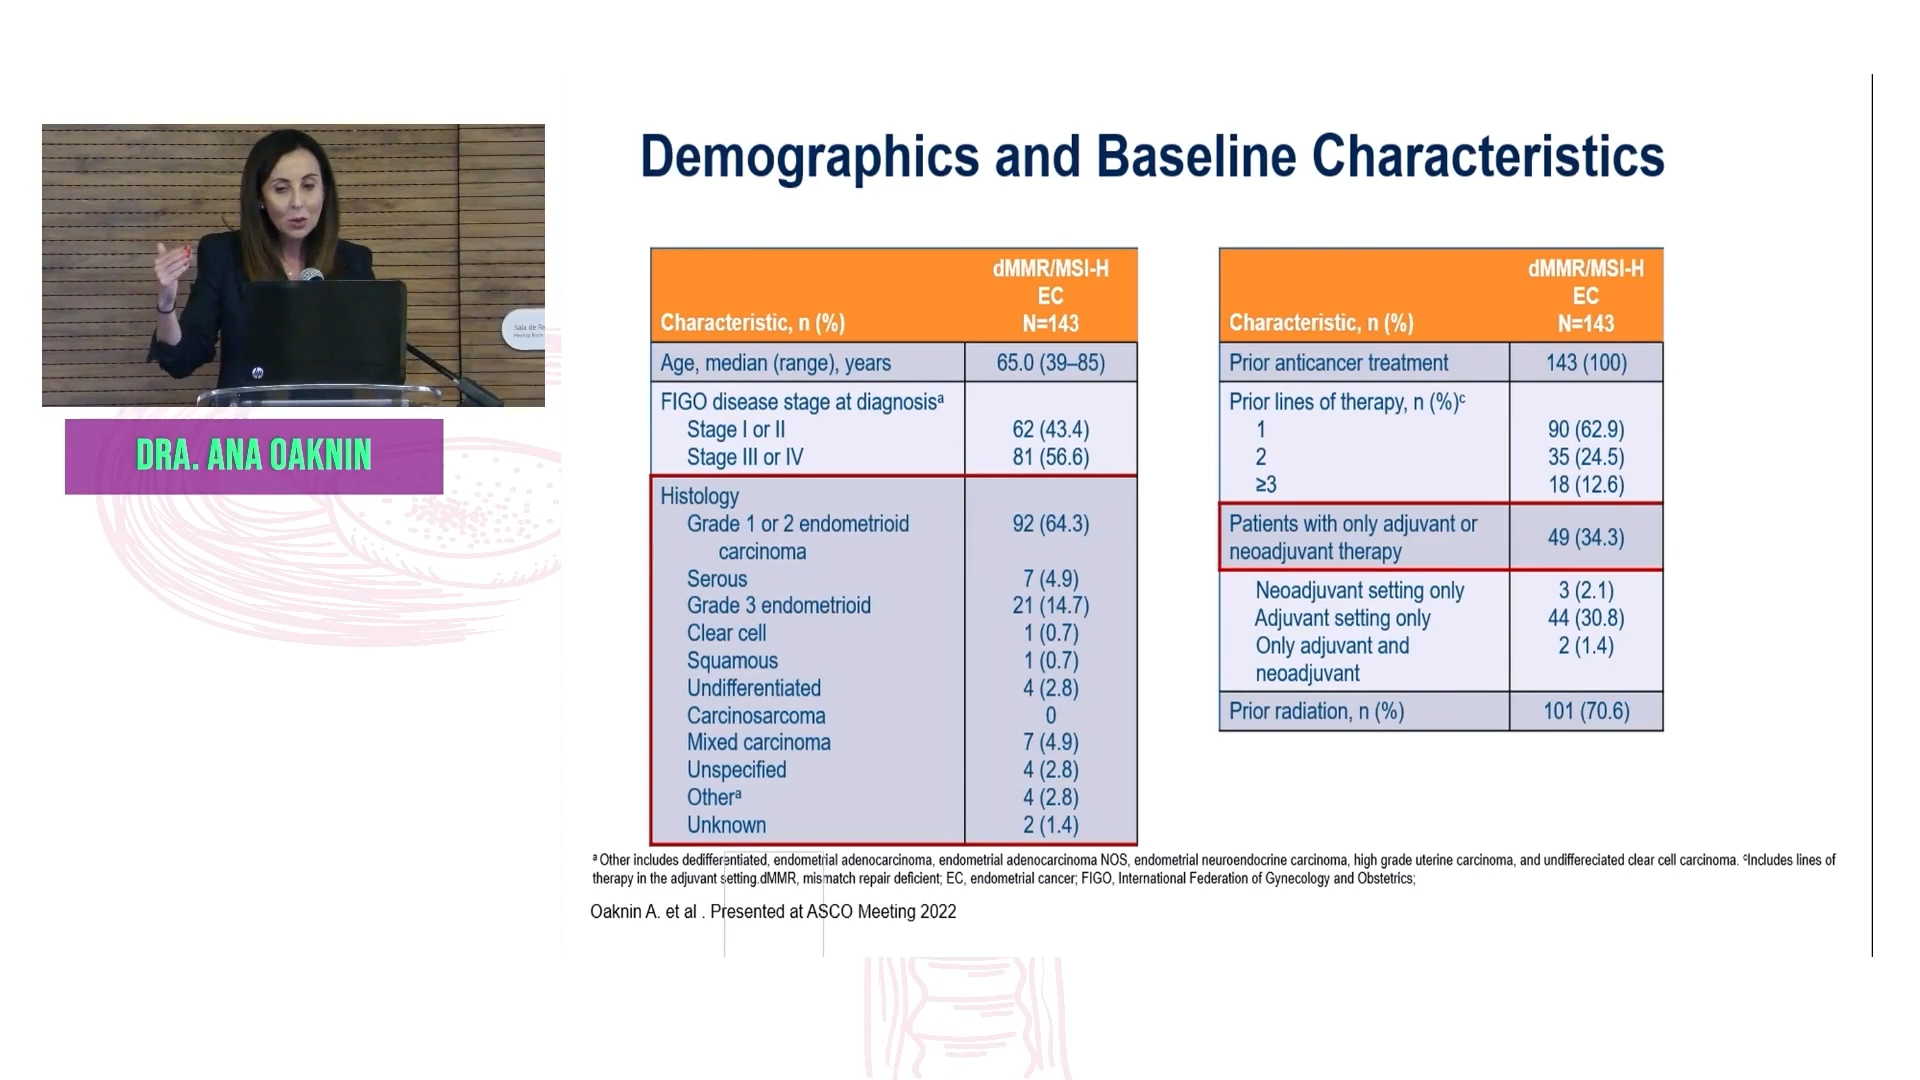 Demographics and Baseline Characteristics
DRA. ANA OAKNIN
Sala de Re
hp
Characteristic, n (%) dMMR/MSI-H EC N=143
Age, median (range), years 65.0 (39–85)
FIGO disease stage at diagnosisᵃ
Stage I or II 62 (43.4)
Stage III or IV 81 (56.6)
Histology
Grade 1 or 2 endometrioid 92 (64.3)
carcinoma
Serous 7 (4.9)
Grade 3 endometrioid 21 (14.7)
Clear cell 1 (0.7)
Squamous 1 (0.7)
Undifferentiated 4 (2.8)
Carcinosarcoma 0
Mixed carcinoma 7 (4.9)
Unspecified 4 (2.8)
Otherᵃ 4 (2.8)
Unknown 2 (1.4)
Characteristic, n (%) dMMR/MSI-H EC N=143
Prior anticancer treatment 143 (100)
Prior lines of therapy, n (%)ᶜ
1 90 (62.9)
2 35 (24.5)
≥3 18 (12.6)
Patients with only adjuvant or
neoadjuvant therapy 49 (34.3)
Neoadjuvant setting only 3 (2.1)
Adjuvant setting only 44 (30.8)
Only adjuvant and 2 (1.4)
neoadjuvant
Prior radiation, n (%) 101 (70.6)
ᵃ Other includes dedifferentiated, endometrial adenocarcinoma, endometrial adenocarcinoma NOS, endometrial neuroendocrine carcinoma, high grade uterine carcinoma, and undiffereciated clear cell carcinoma. ᶜIncludes lines of
therapy in the adjuvant setting.dMMR, mismatch repair deficient; EC, endometrial cancer; FIGO, International Federation of Gynecology and Obstetrics;
Oaknin A. et al . Presented at ASCO Meeting 2022